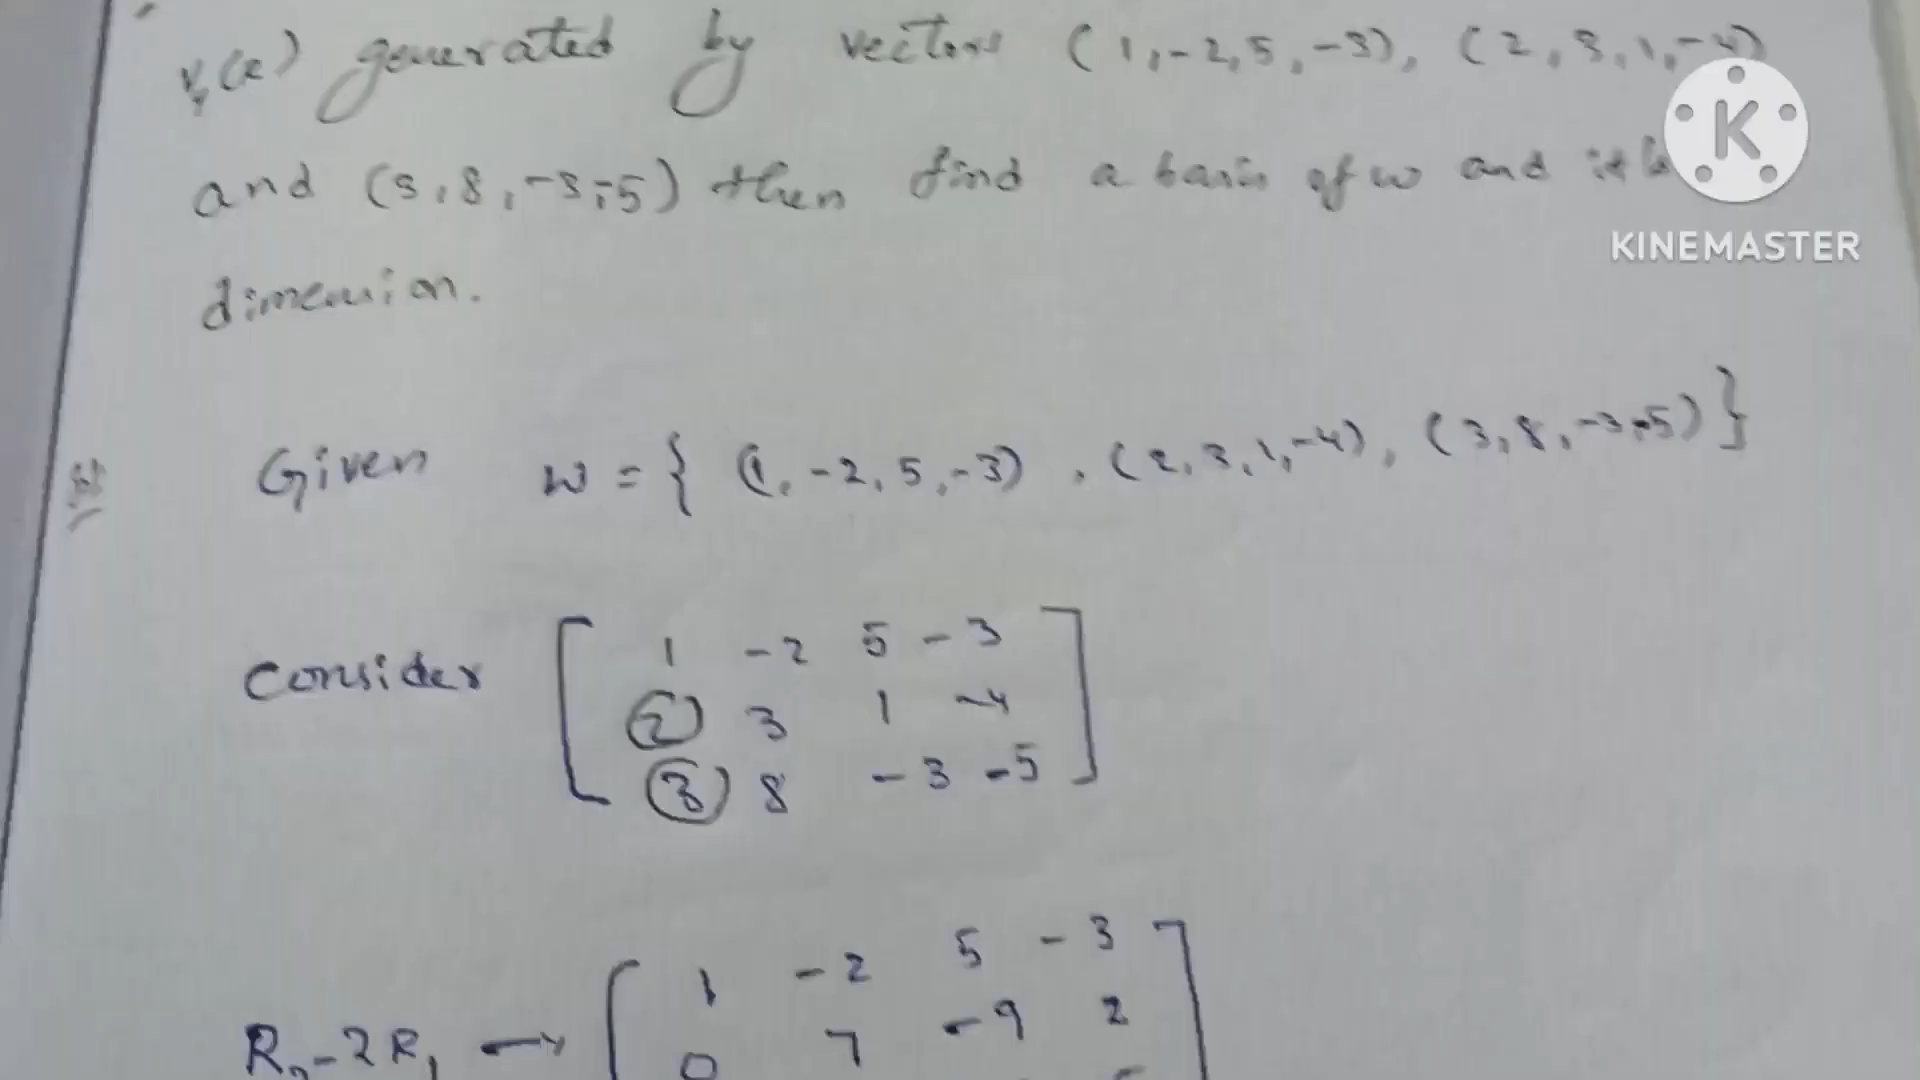 V₄(R) generated by vectors (1,-2,5,-3), (2,3,1,-4)
and (3,8,-3,-5) then find a basis of w and it's
dimension.
K
KINEMASTER
Given w = { (1,-2,5,-3), (2,3,1,-4), (3,8,-3,-5) }
Consider [ 1 -2 5 -3
2 3 1 -4
3 8 -3 -5 ]
[ 1 -2 5 -3
R₂-2R₁ → 0 7 -9 2